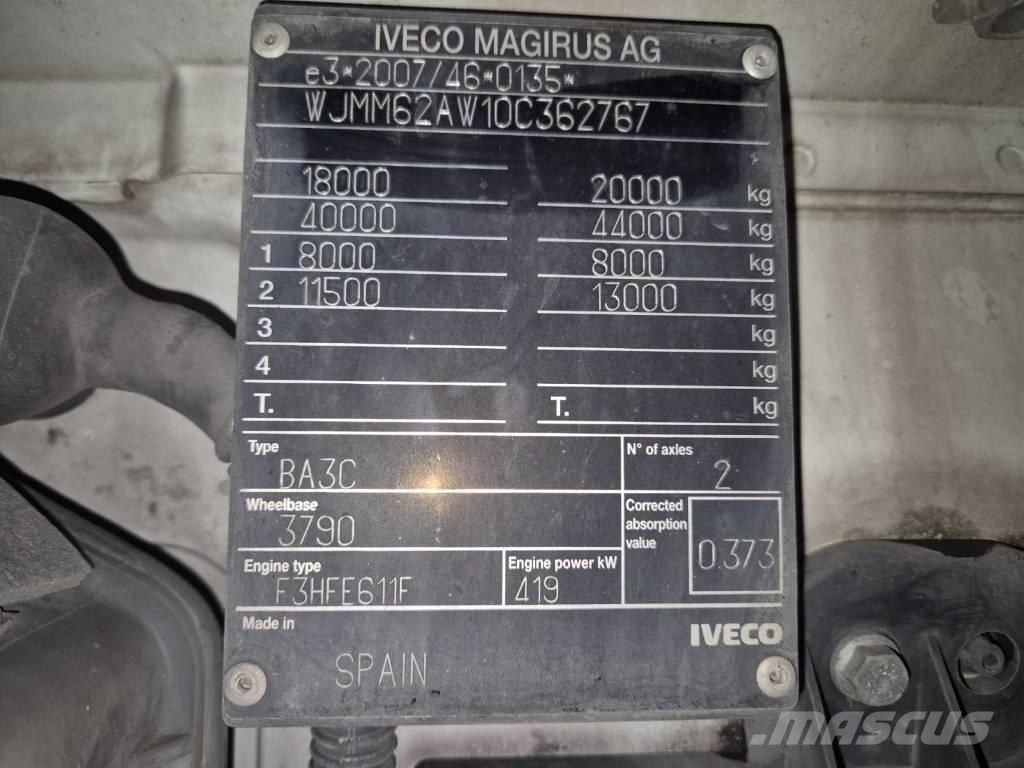 IVECO MAGIRUS AG
e3*2007/46*0135*
WJMM62AW10C362767
18000 20000 kg
40000 44000 kg
1 8000 8000 kg
2 11500 13000 kg
3 kg
4 kg
T. T. kg
Type N° of axles
BA3C 2
Wheelbase Corrected absorption value
3790 0.373
Engine type Engine power kW
F3HFE611F 419
Made in IVECO
SPAIN
MASCUS